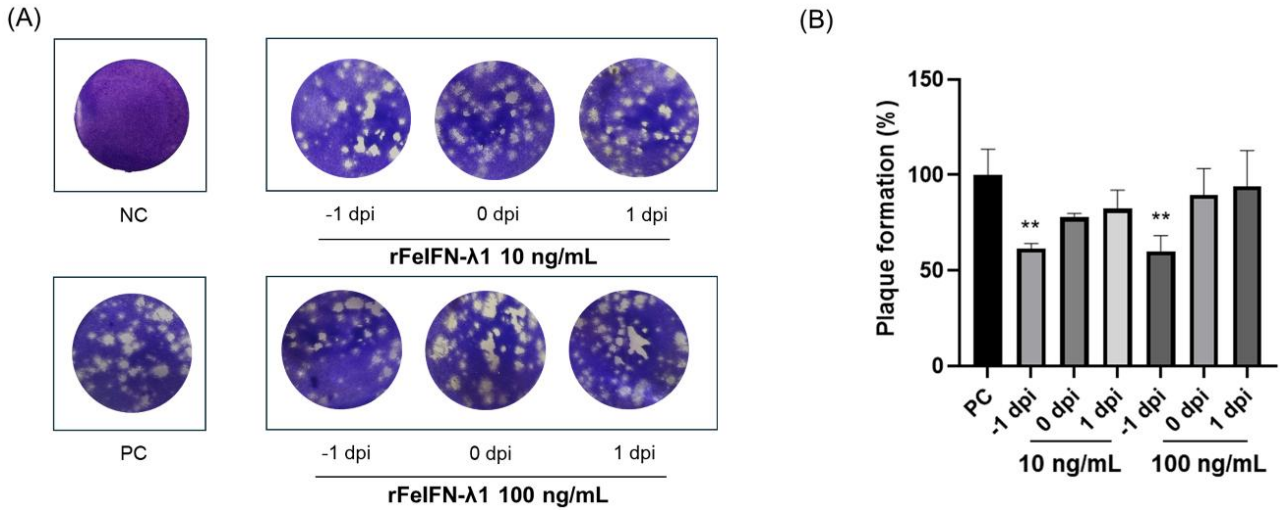 (A)
NC
-1 dpi 0 dpi 1 dpi
rFeIFN-λ1 10 ng/mL
PC
-1 dpi 0 dpi 1 dpi
rFeIFN-λ1 100 ng/mL
(B)
Plaque formation (%)
150
100
50
0
** **
PC -1 dpi 0 dpi 1 dpi -1 dpi 0 dpi 1 dpi
10 ng/mL 100 ng/mL